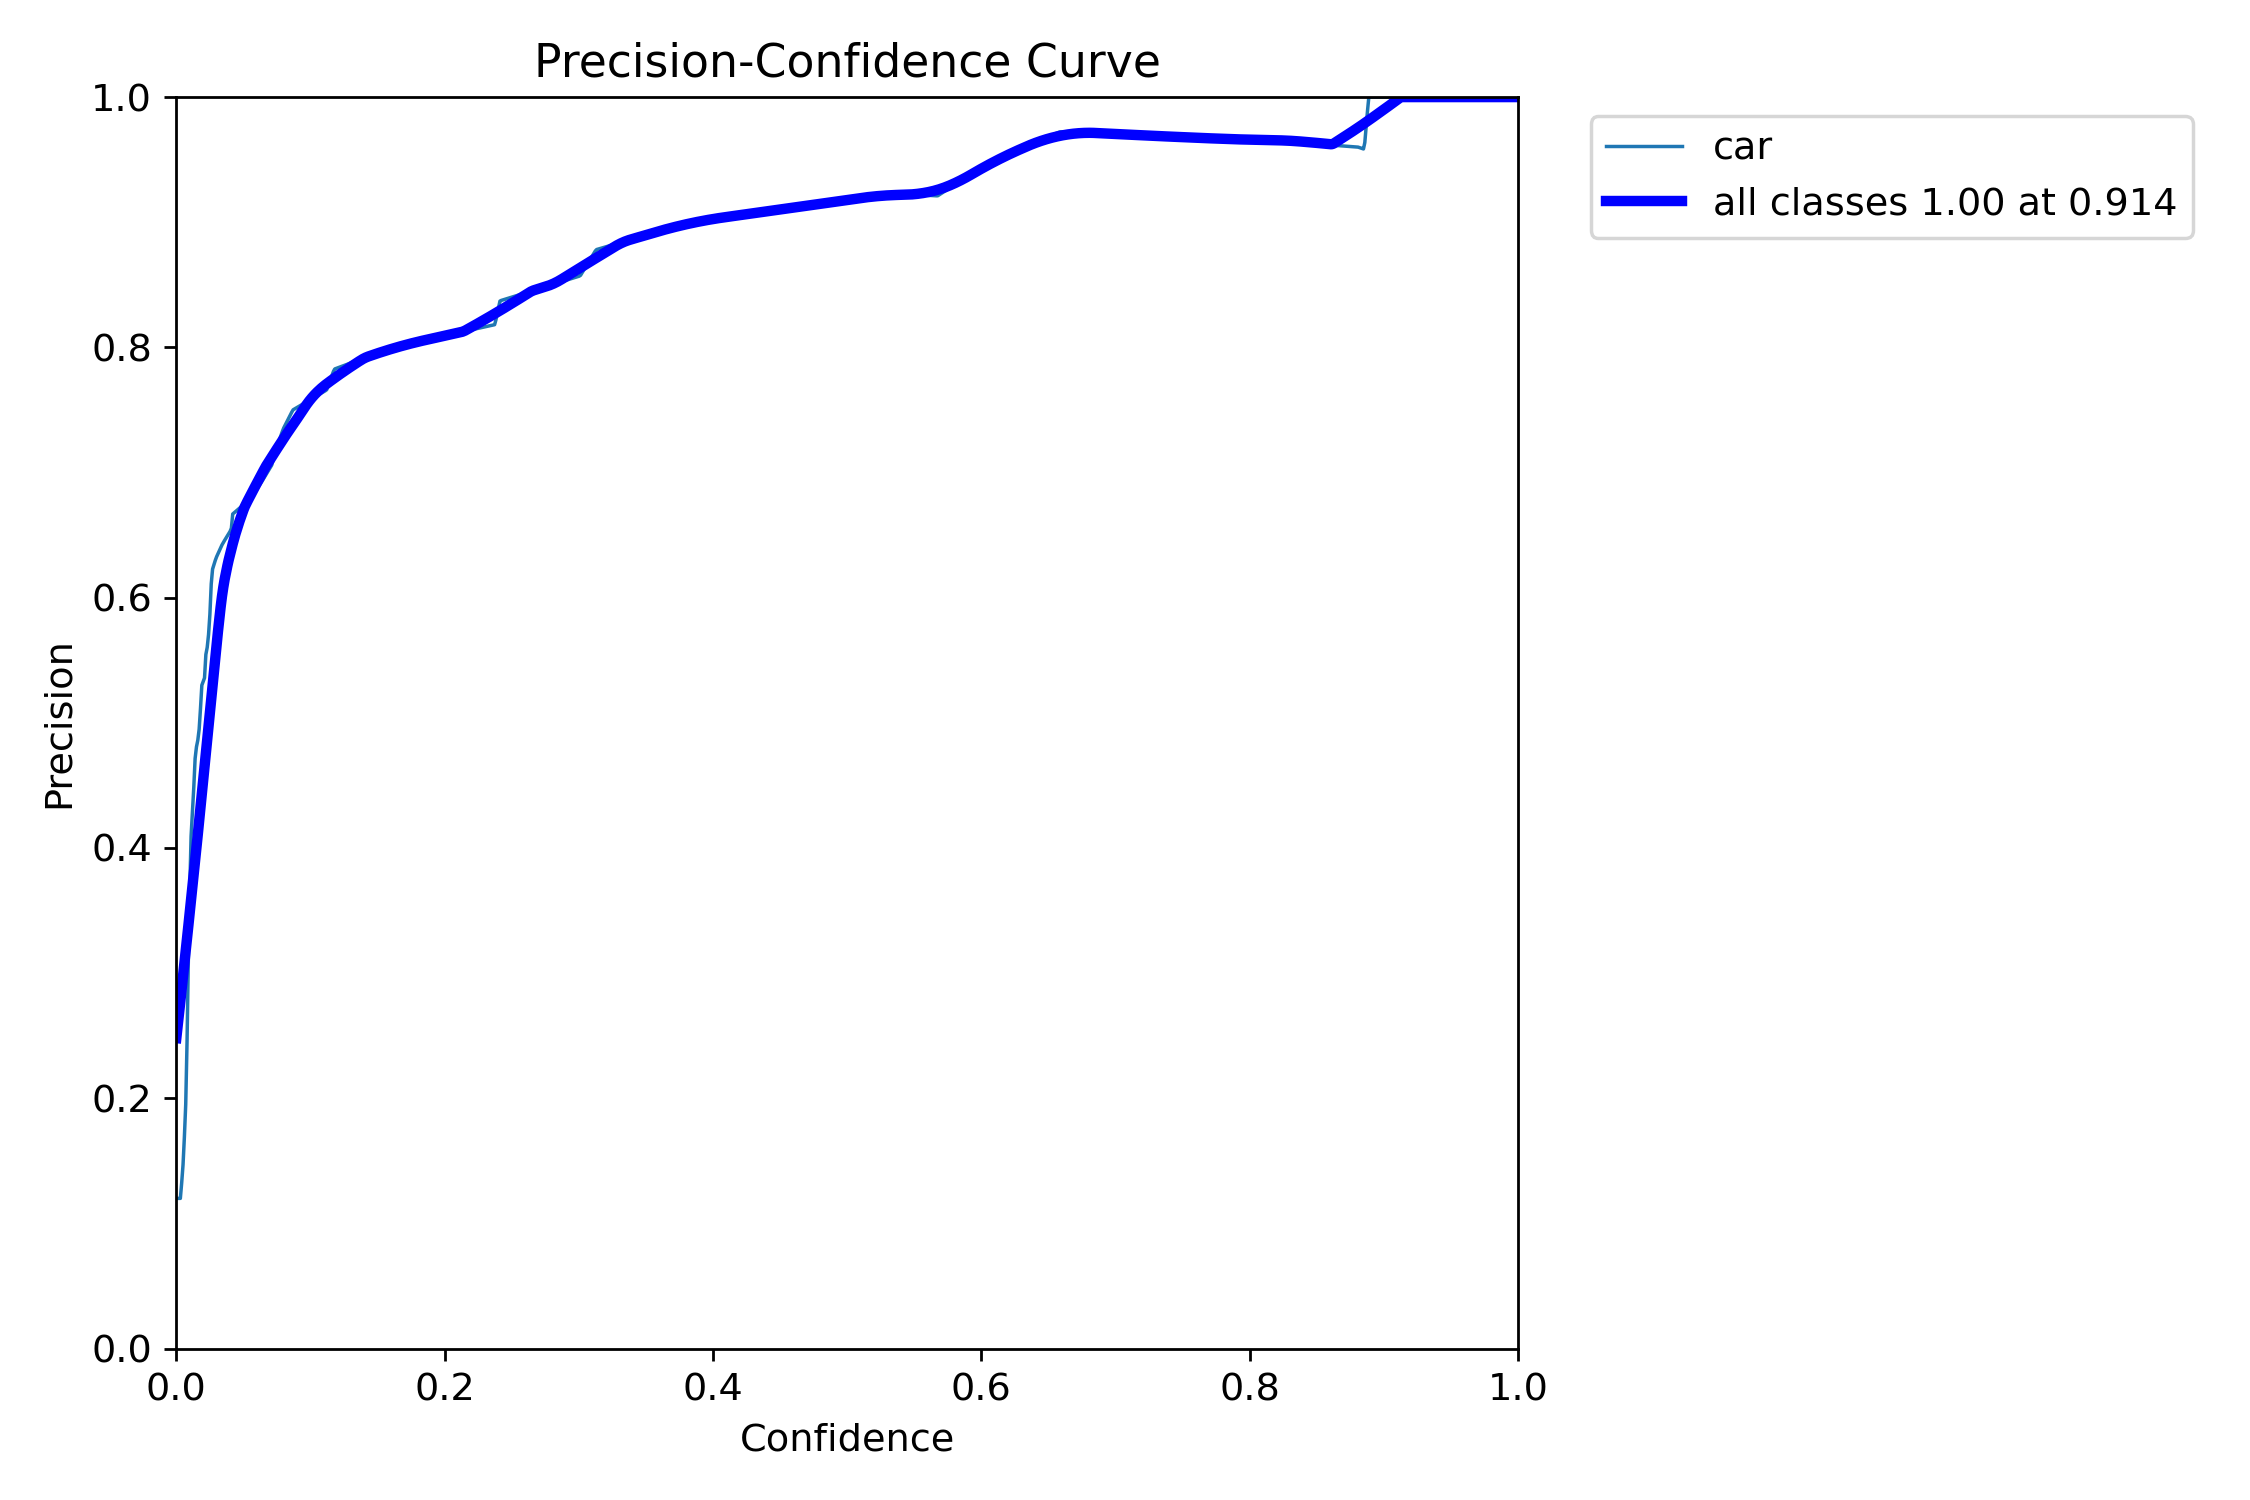 Precision-Confidence Curve
1.0
0.8
0.6
0.4
0.2
0.0
Precision
0.0 0.2 0.4 0.6 0.8 1.0
Confidence
car
all classes 1.00 at 0.914